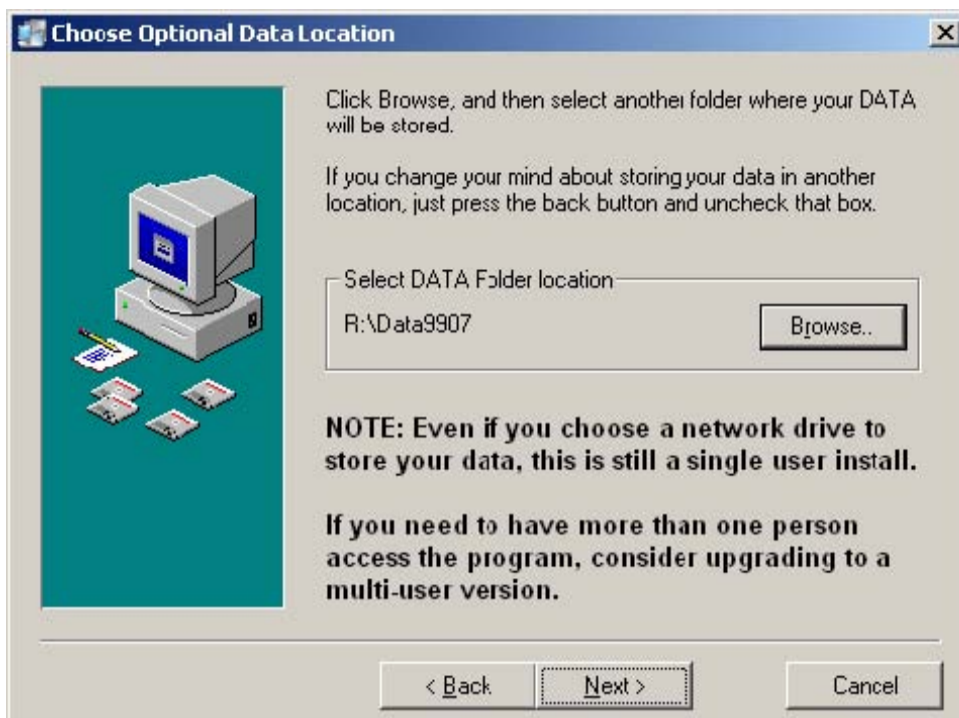 Choose Optional Data Location
Click Browse, and then select another folder where your DATA
will be stored.
If you change your mind about storing your data in another
location, just press the back button and uncheck that box.
Select DATA Folder location
R:\Data9907
Browse..
NOTE: Even if you choose a network drive to
store your data, this is still a single user install.
If you need to have more than one person
access the program, consider upgrading to a
multi-user version.
< Back
Next >
Cancel